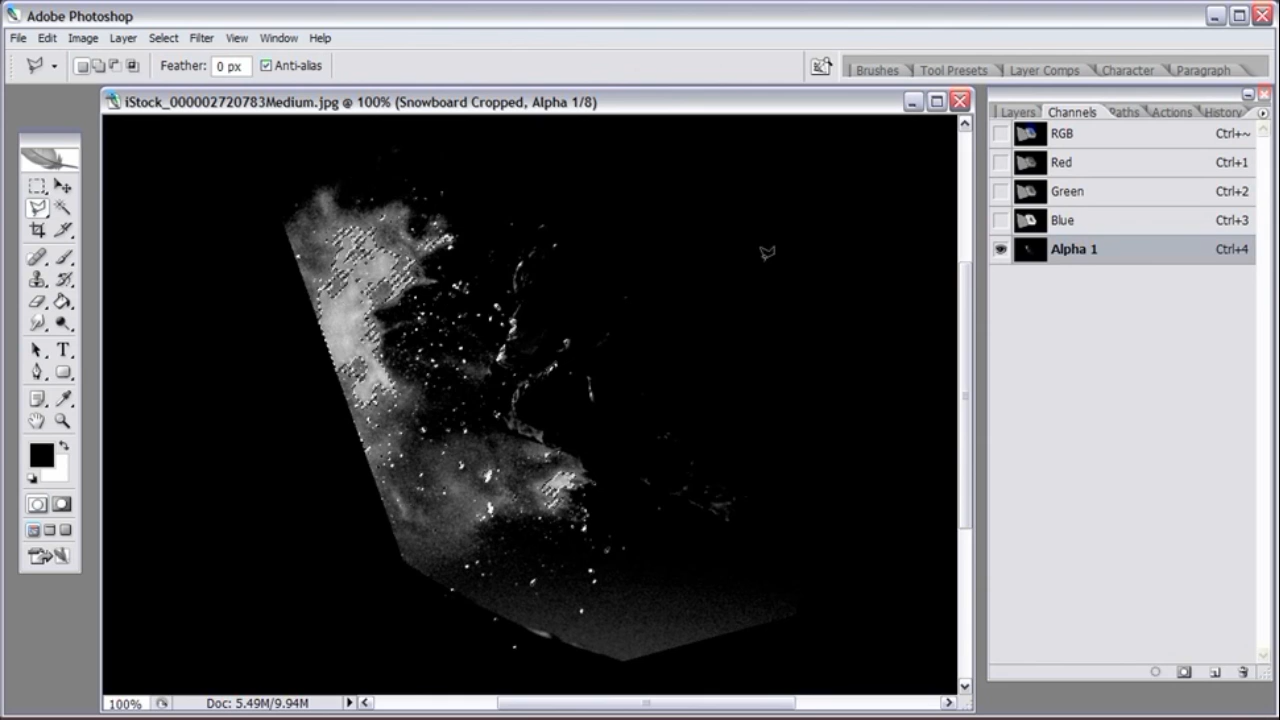 Adobe Photoshop
File Edit Image Layer Select Filter View Window Help
Feather: 0 px Anti-alias
Brushes Tool Presets Layer Comps Character Paragraph
iStock_000002720783Medium.jpg @ 100% (Snowboard Cropped, Alpha 1/8)
Layers Channels Paths Actions History
RGB Ctrl+~
Red Ctrl+1
Green Ctrl+2
Blue Ctrl+3
Alpha 1 Ctrl+4
T
100% Doc: 5.49M/9.94M